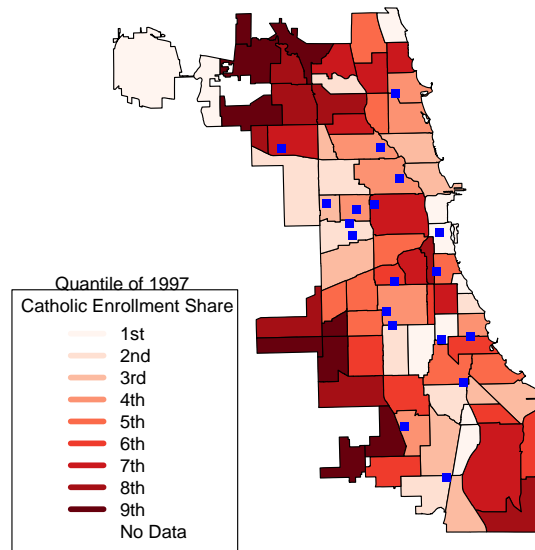 Quantile of 1997
Catholic Enrollment Share
1st
2nd
3rd
4th
5th
6th
7th
8th
9th
No Data